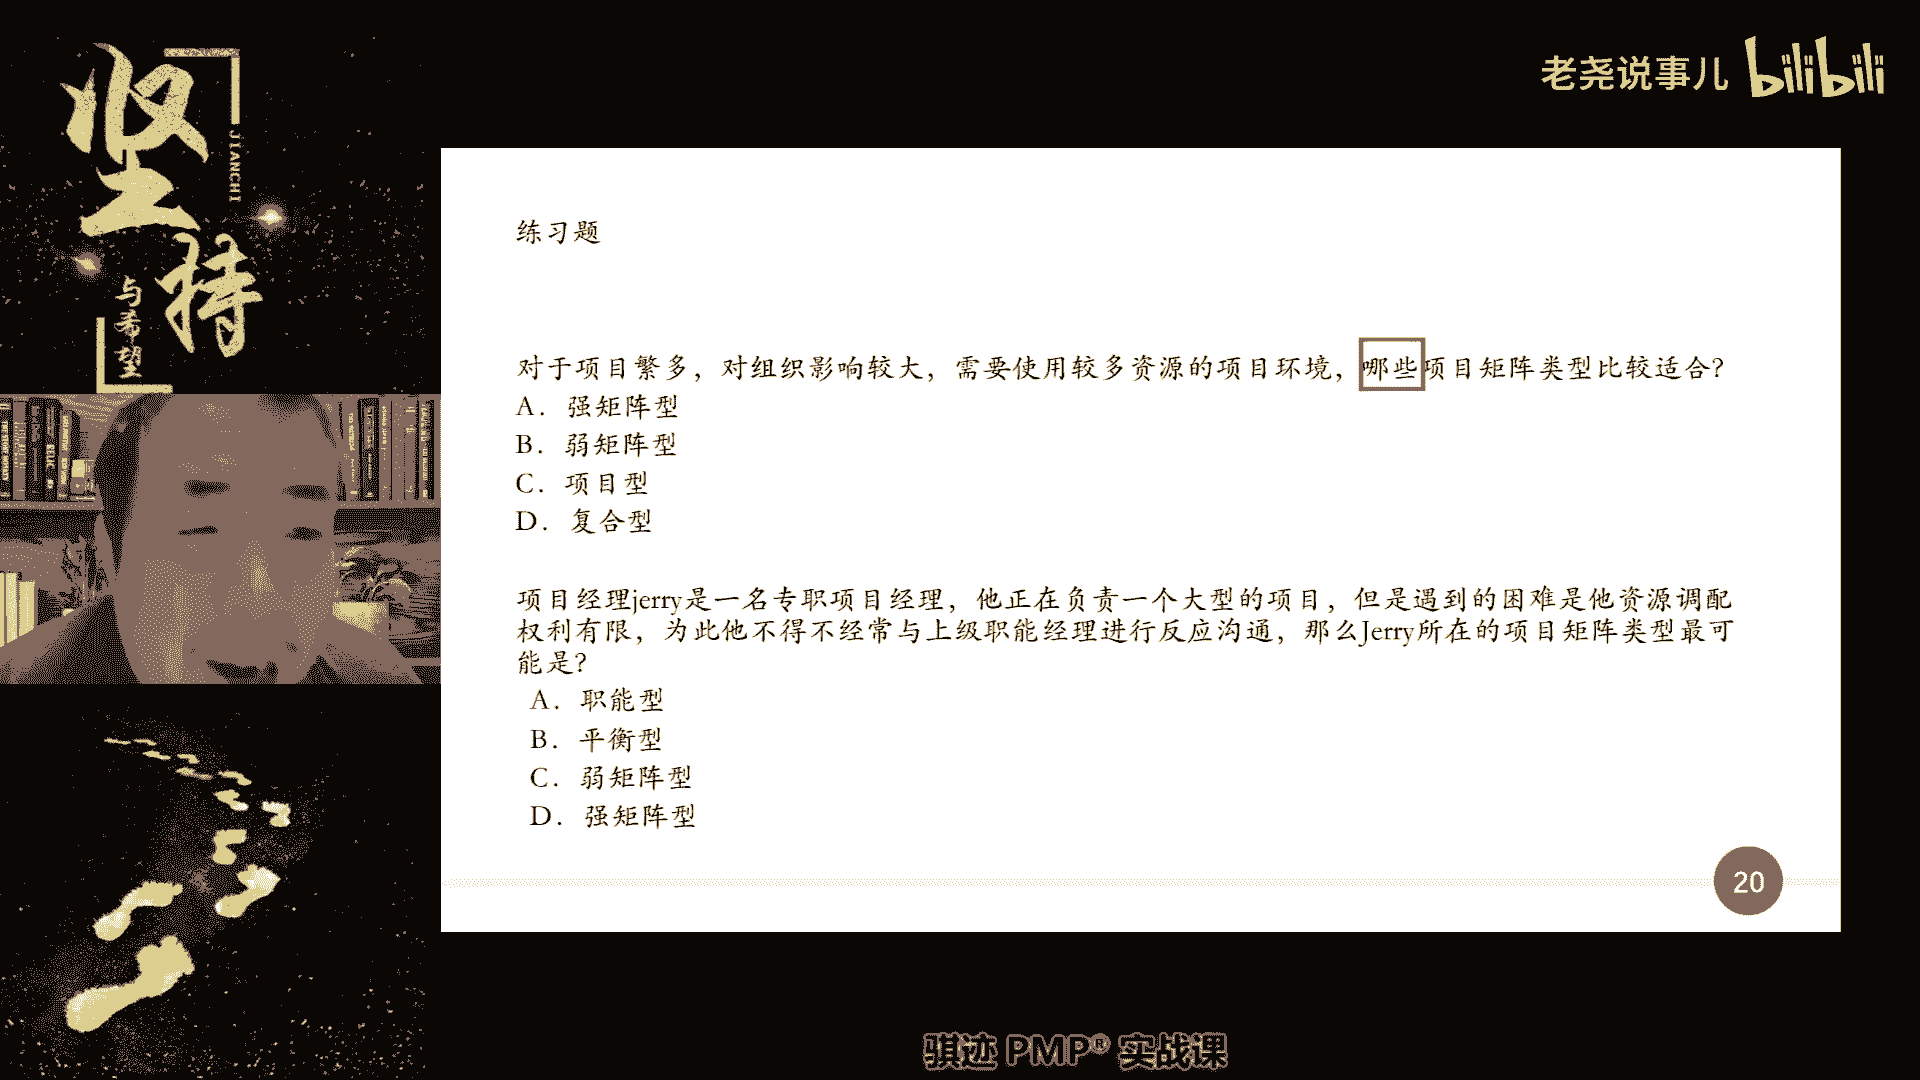 坚持
JIANCHI
与希望
老尧说事儿 bilibili
练习题
对于项目繁多，对组织影响较大，需要使用较多资源的项目环境，哪些项目矩阵类型比较适合？
A. 强矩阵型
B. 弱矩阵型
C. 项目型
D. 复合型
项目经理jerry是一名专职项目经理，他正在负责一个大型的项目，但是遇到的困难是他资源调配
权利有限，为此他不得不经常与上级职能经理进行反应沟通，那么Jerry所在的项目矩阵类型最可
能是？
A. 职能型
B. 平衡型
C. 弱矩阵型
D. 强矩阵型
20
骐迹 PMP® 实战课